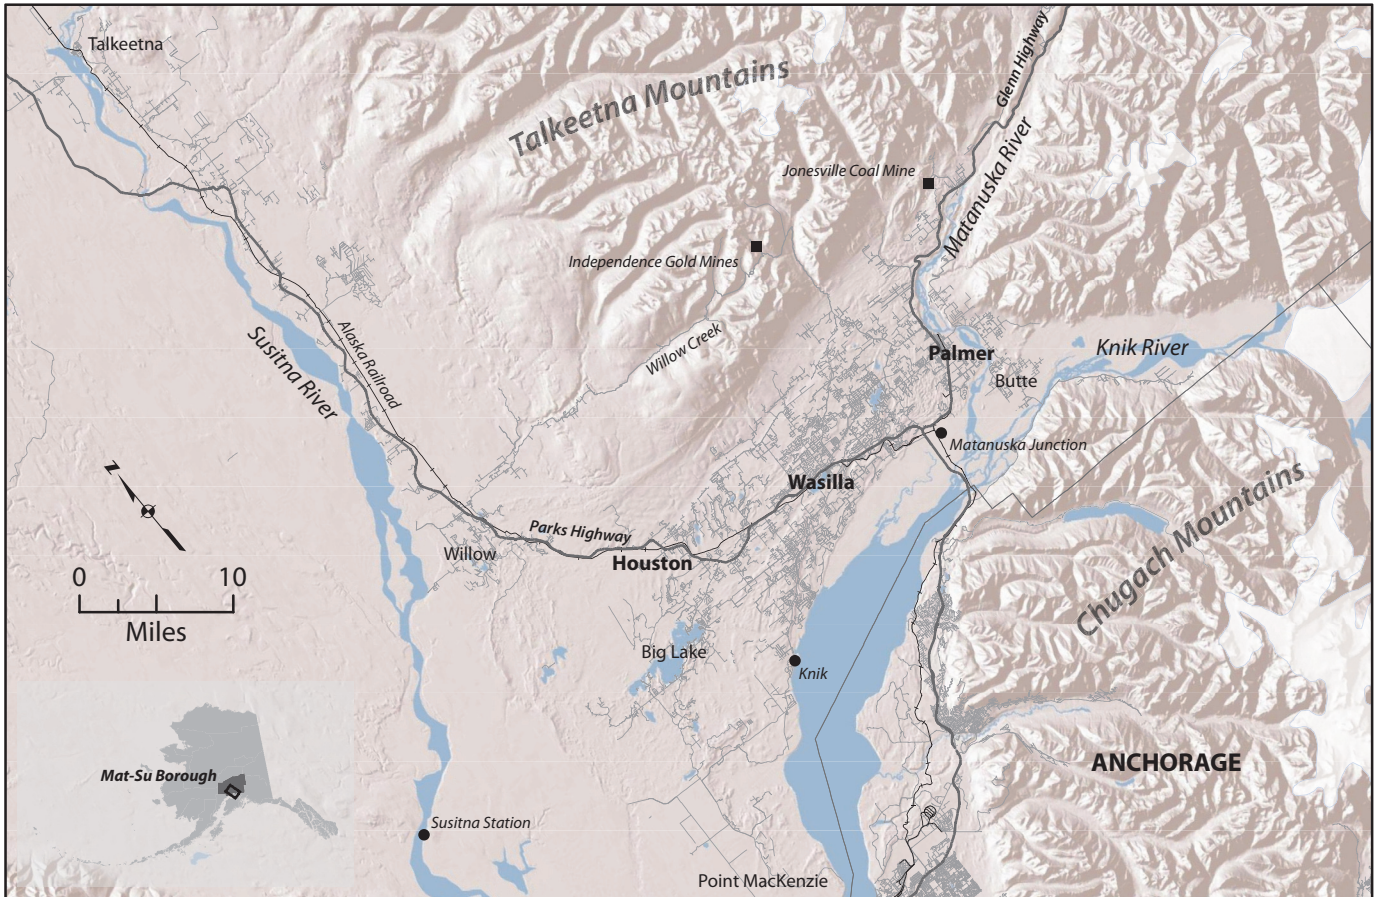 Talkeetna
Talkeetna Mountains
Glenn Highway
Jonesville Coal Mine
Matanuska River
Independence Gold Mines
Susitna River
Alaska Railroad
Willow Creek
Palmer
Knik River
Butte
Matanuska Junction
Wasilla
N
Parks Highway
Willow
Houston
Chugach Mountains
0 10
Miles
Big Lake
Knik
ANCHORAGE
Mat-Su Borough
Susitna Station
Point MacKenzie